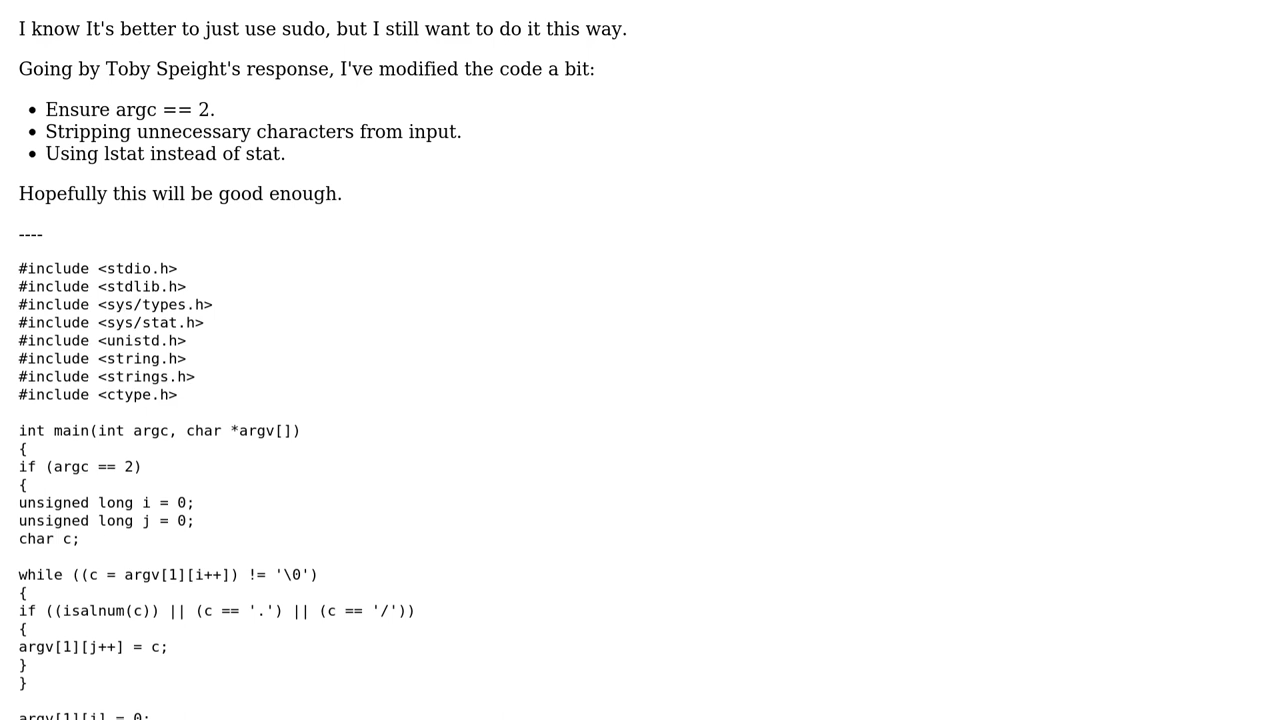 I know It's better to just use sudo, but I still want to do it this way.
Going by Toby Speight's response, I've modified the code a bit:
• Ensure argc == 2.
• Stripping unnecessary characters from input.
• Using lstat instead of stat.
Hopefully this will be good enough.
----
#include <stdio.h>
#include <stdlib.h>
#include <sys/types.h>
#include <sys/stat.h>
#include <unistd.h>
#include <string.h>
#include <strings.h>
#include <ctype.h>
int main(int argc, char *argv[])
{
if (argc == 2)
{
unsigned long i = 0;
unsigned long j = 0;
char c;
while ((c = argv[1][i++]) != '\0')
{
if ((isalnum(c)) || (c == '.') || (c == '/'))
{
argv[1][j++] = c;
}
}
argv[1][j] = 0;